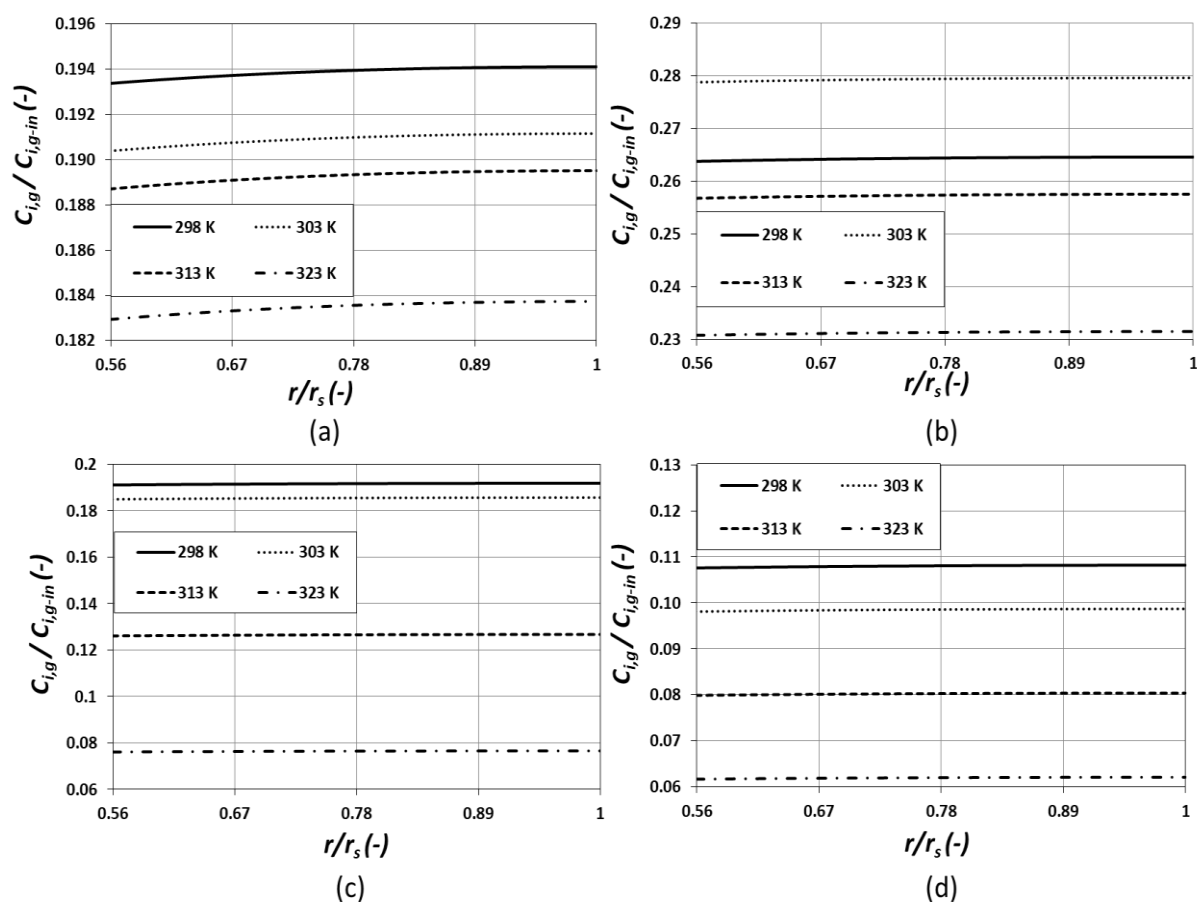 0.196
0.194
0.192
0.190
0.188
0.186
0.184
0.182
C_{i,g} / C_{i,g-in} (-)
298 K 303 K
313 K 323 K
0.56 0.67 0.78 0.89 1
r/r_s (-)
(a)
0.29
0.28
0.27
0.26
0.25
0.24
0.23
C_{i,g} / C_{i,g-in} (-)
298 K 303 K
313 K 323 K
0.56 0.67 0.78 0.89 1
r/r_s (-)
(b)
0.2
0.18
0.16
0.14
0.12
0.1
0.08
0.06
C_{i,g} / C_{i,g-in} (-)
298 K 303 K
313 K 323 K
0.56 0.67 0.78 0.89 1
r/r_s (-)
(c)
0.13
0.12
0.11
0.10
0.09
0.08
0.07
0.06
C_{i,g} / C_{i,g-in} (-)
298 K 303 K
313 K 323 K
0.56 0.67 0.78 0.89 1
r/r_s (-)
(d)